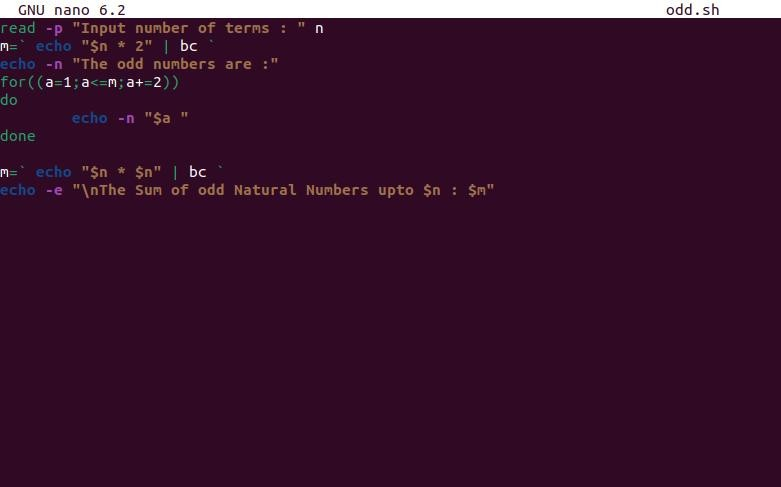 GNU nano 6.2 odd.sh
read -p "Input number of terms : " n
m=` echo "$n * 2" | bc `
echo -n "The odd numbers are :"
for((a=1;a<=m;a+=2))
do
        echo -n "$a "
done

m=` echo "$n * $n" | bc `
echo -e "\nThe Sum of odd Natural Numbers upto $n : $m"